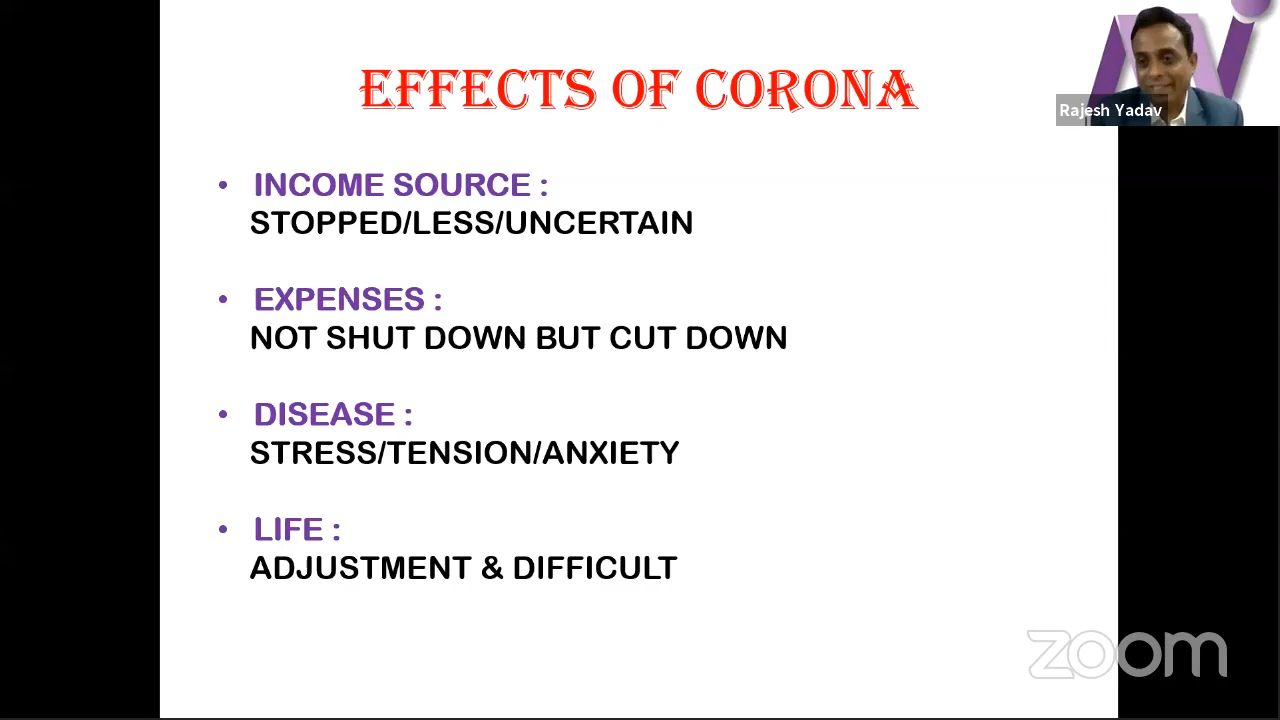 EFFECTS OF CORONA
Rajesh Yadav
• INCOME SOURCE :
STOPPED/LESS/UNCERTAIN
• EXPENSES :
NOT SHUT DOWN BUT CUT DOWN
• DISEASE :
STRESS/TENSION/ANXIETY
• LIFE :
ADJUSTMENT & DIFFICULT
zoom